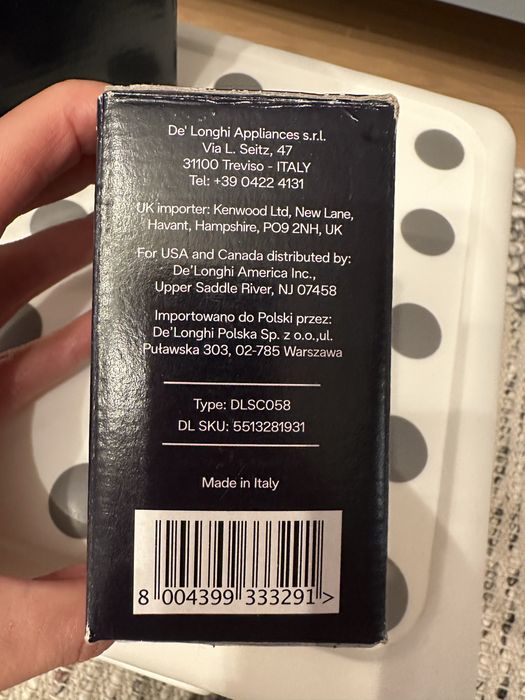 De' Longhi Appliances s.r.l.
Via L. Seitz, 47
31100 Treviso - ITALY
Tel: +39 0422 4131
UK importer: Kenwood Ltd, New Lane,
Havant, Hampshire, PO9 2NH, UK
For USA and Canada distributed by:
De'Longhi America Inc.,
Upper Saddle River, NJ 07458
Importowano do Polski przez:
De'Longhi Polska Sp. z o.o.,ul.
Puławska 303, 02-785 Warszawa
Type: DLSC058
DL SKU: 5513281931
Made in Italy
8 004399 333291 >